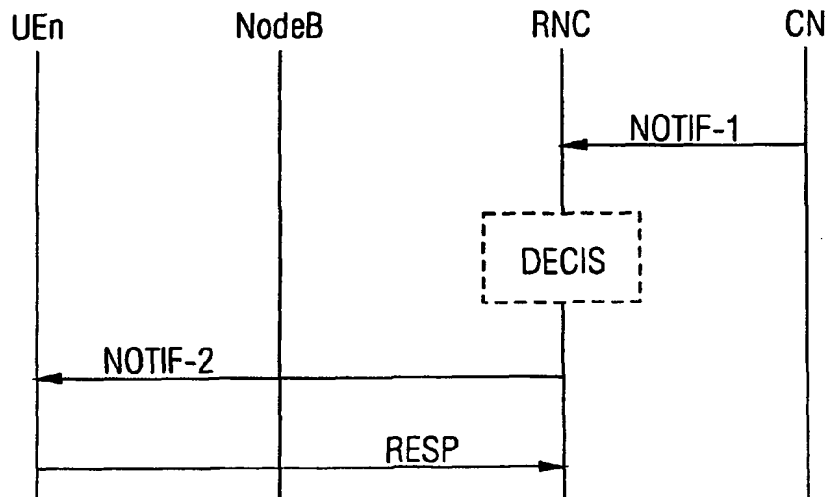 UEn NodeB RNC CN
NOTIF-1
DECIS
NOTIF-2
RESP